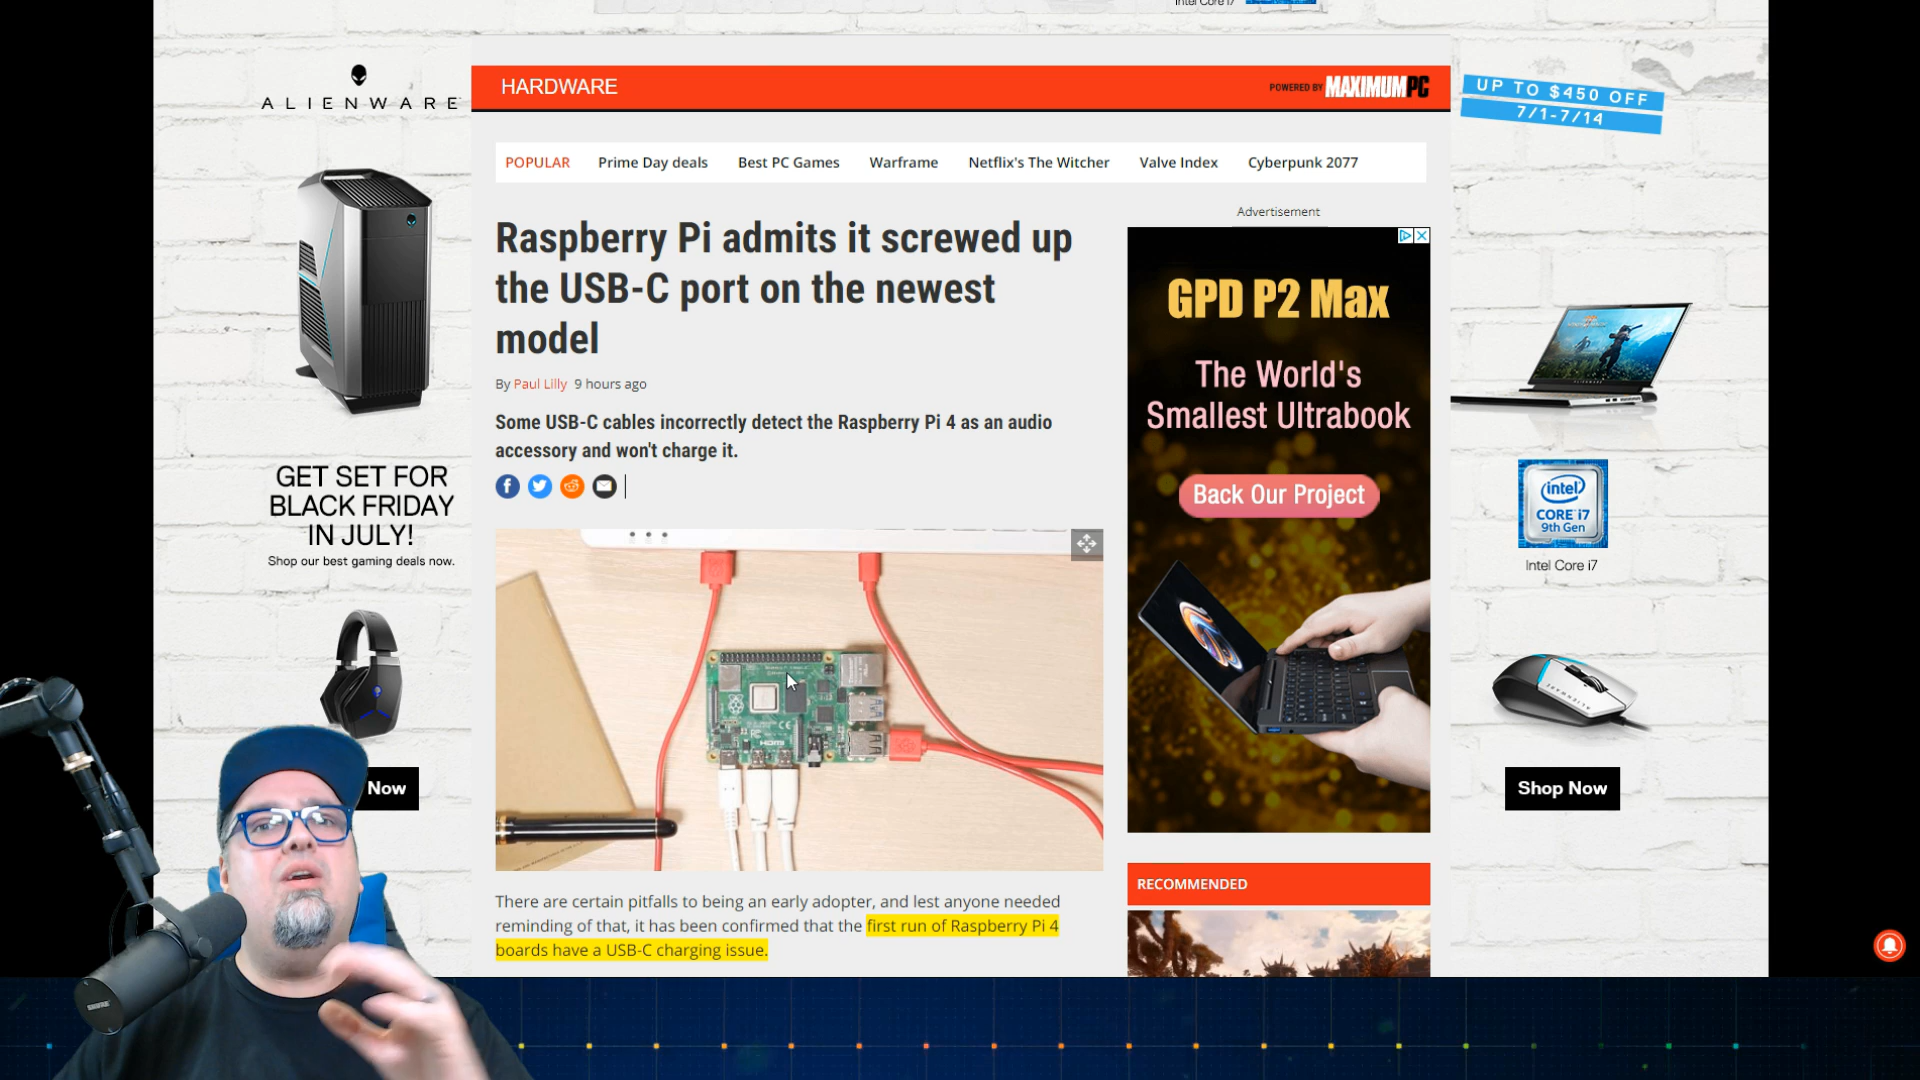 Intel Core i7
ALIENWARE
HARDWARE
POWERED BY MAXIMUMPC
UP TO $450 OFF
7/1-7/14
POPULAR Prime Day deals Best PC Games Warframe Netflix's The Witcher Valve Index Cyberpunk 2077
Raspberry Pi admits it screwed up
the USB-C port on the newest
model
By Paul Lilly 9 hours ago
Some USB-C cables incorrectly detect the Raspberry Pi 4 as an audio
accessory and won't charge it.
Advertisement
GPD P2 Max
The World's
Smallest Ultrabook
Back Our Project
GET SET FOR
BLACK FRIDAY
IN JULY!
Shop our best gaming deals now.
Now
intel
CORE i7
9th Gen
Intel Core i7
Shop Now
HDMI
There are certain pitfalls to being an early adopter, and lest anyone needed
reminding of that, it has been confirmed that the first run of Raspberry Pi 4
boards have a USB-C charging issue.
RECOMMENDED
SHURE